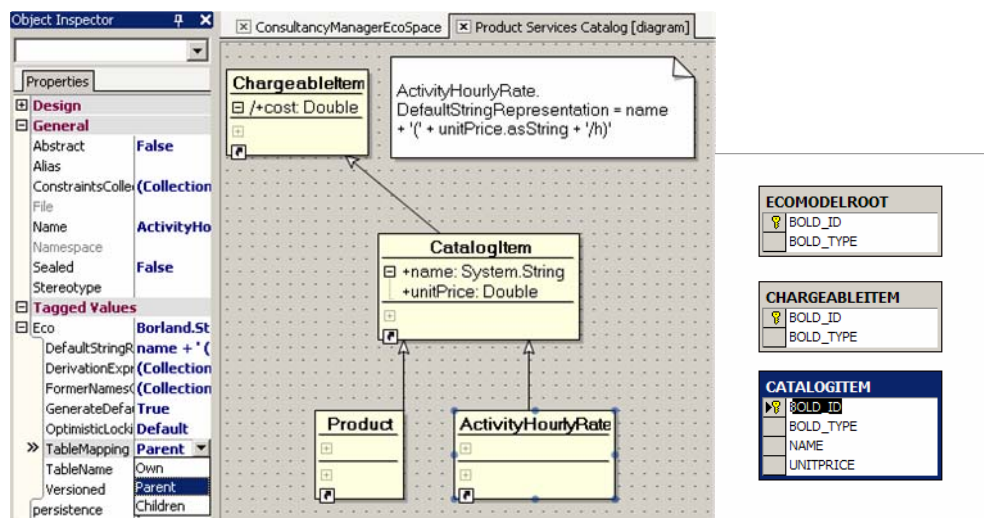 Object Inspector
Properties
Design
General
Abstract False
Alias
ConstraintsColle (Collection
File
Name ActivityHo
Namespace
Sealed False
Stereotype
Tagged Values
Eco Borland.St
DefaultStringR name + ' (
DerivationExpr (Collection
FormerNames( (Collection
GenerateDefa True
OptimisticLocki Default
TableMapping Parent
TableName Own
Versioned Parent
persistence Children
ConsultancyManagerEcoSpace
Product Services Catalog [diagram]
ChargeableItem
/+cost: Double
ActivityHourlyRate.
DefaultStringRepresentation = name
+ '(' + unitPrice.asString + '/h)'
CatalogItem
+name: System.String
+unitPrice: Double
Product
ActivityHourlyRate
ECOMODELROOT
BOLD_ID
BOLD_TYPE
CHARGEABLEITEM
BOLD_ID
BOLD_TYPE
CATALOGITEM
BOLD_ID
BOLD_TYPE
NAME
UNITPRICE